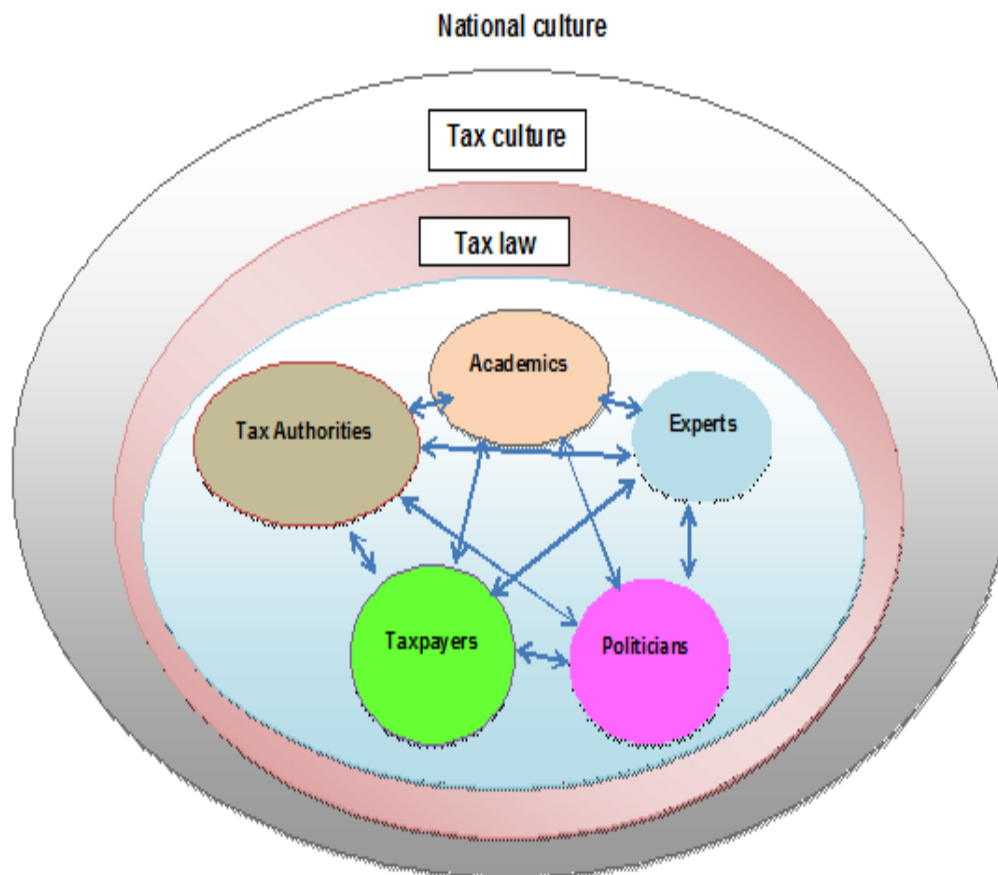 National culture
Tax culture
Tax law
Academics
Tax Authorities
Experts
Taxpayers
Politicians